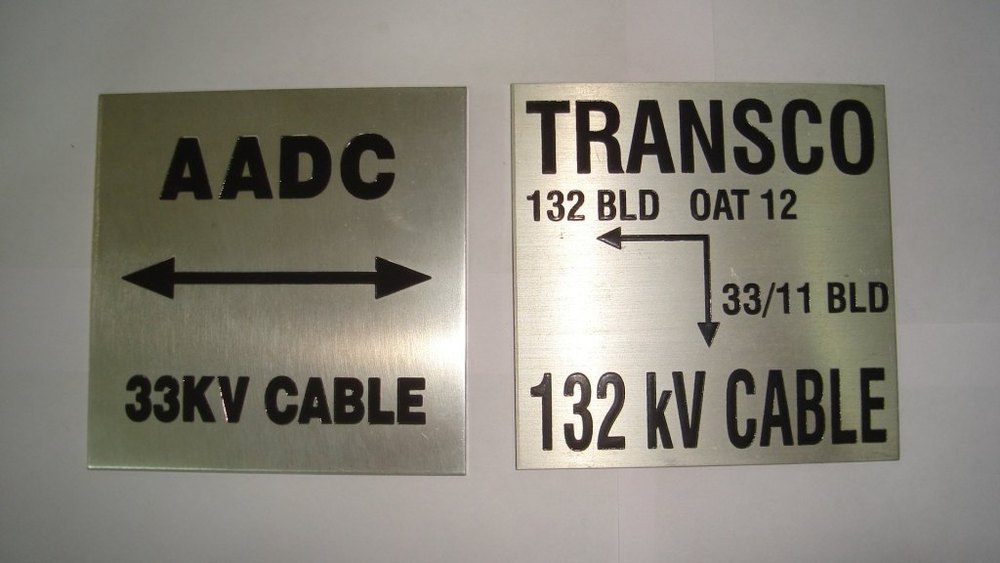 AADC
33KV CABLE
TRANSCO
132 BLD OAT 12
33/11 BLD
132 kV CABLE